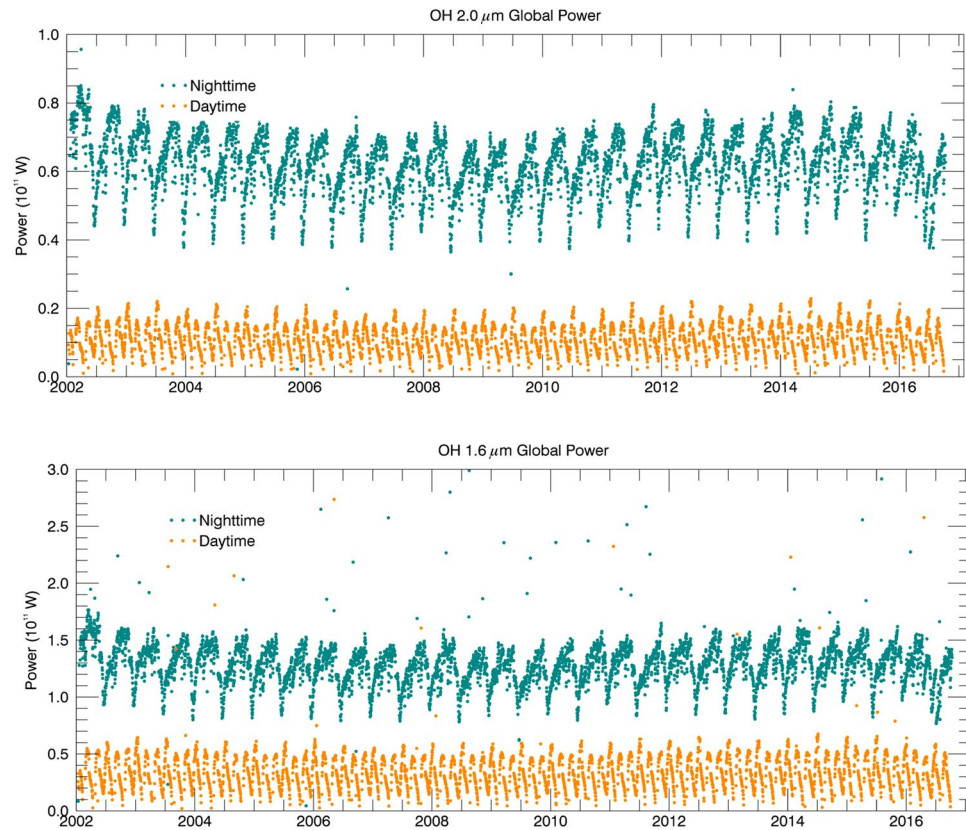 OH 2.0 μm Global Power
1.0
0.8
0.6
0.4
0.2
0.0
Power (10¹¹ W)
Nighttime
Daytime
2002 2004 2006 2008 2010 2012 2014 2016
OH 1.6 μm Global Power
3.0
2.5
2.0
1.5
1.0
0.5
0.0
Power (10¹¹ W)
Nighttime
Daytime
2002 2004 2006 2008 2010 2012 2014 2016